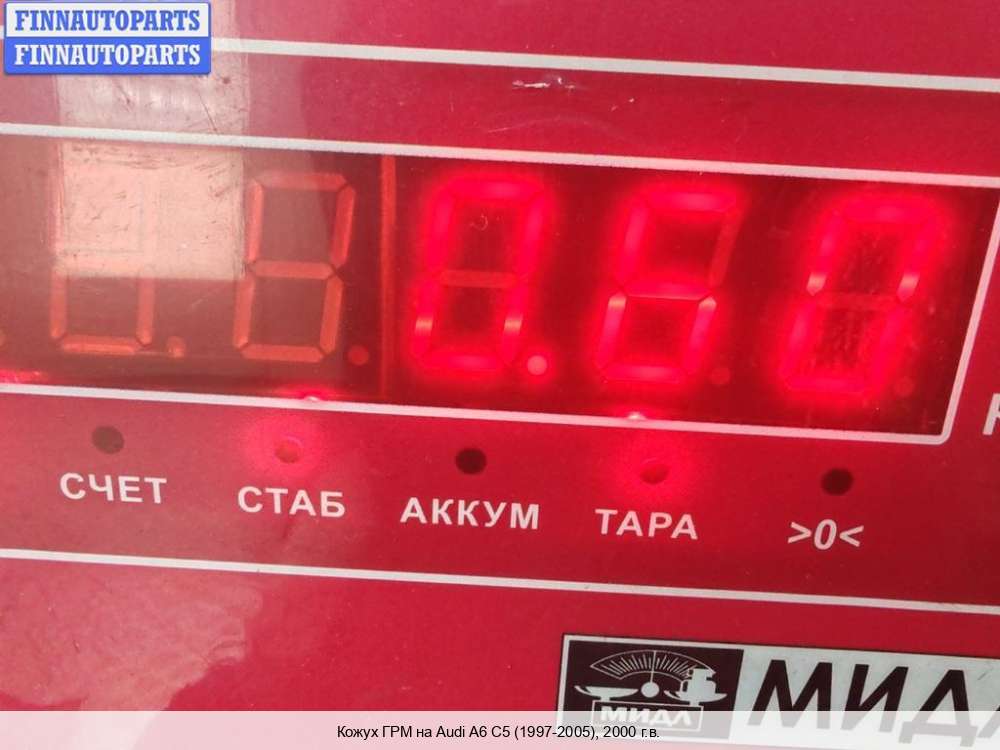 FINNAUTOPARTS
FINNAUTOPARTS
0.60
СЧЕТ СТАБ АККУМ ТАРА >0<
МИДЛ
Кожух ГРМ на Audi A6 C5 (1997-2005), 2000 г.в.